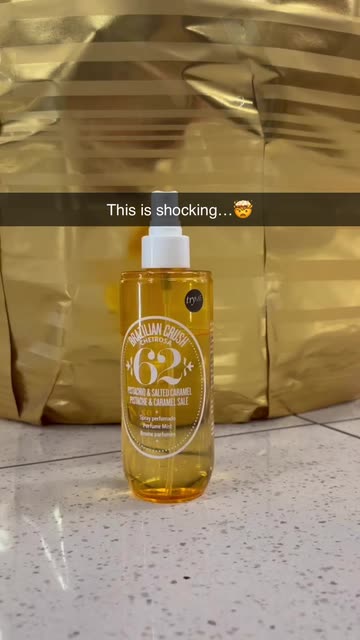 This is shocking...🤯
try me
BRAZILIAN CRUSH
CHEIROSA
62
PISTACHIO & SALTED CARAMEL
PISTACHE & CARAMEL SALÉ
Spray perfumado
Perfume Mist
Brume parfumée